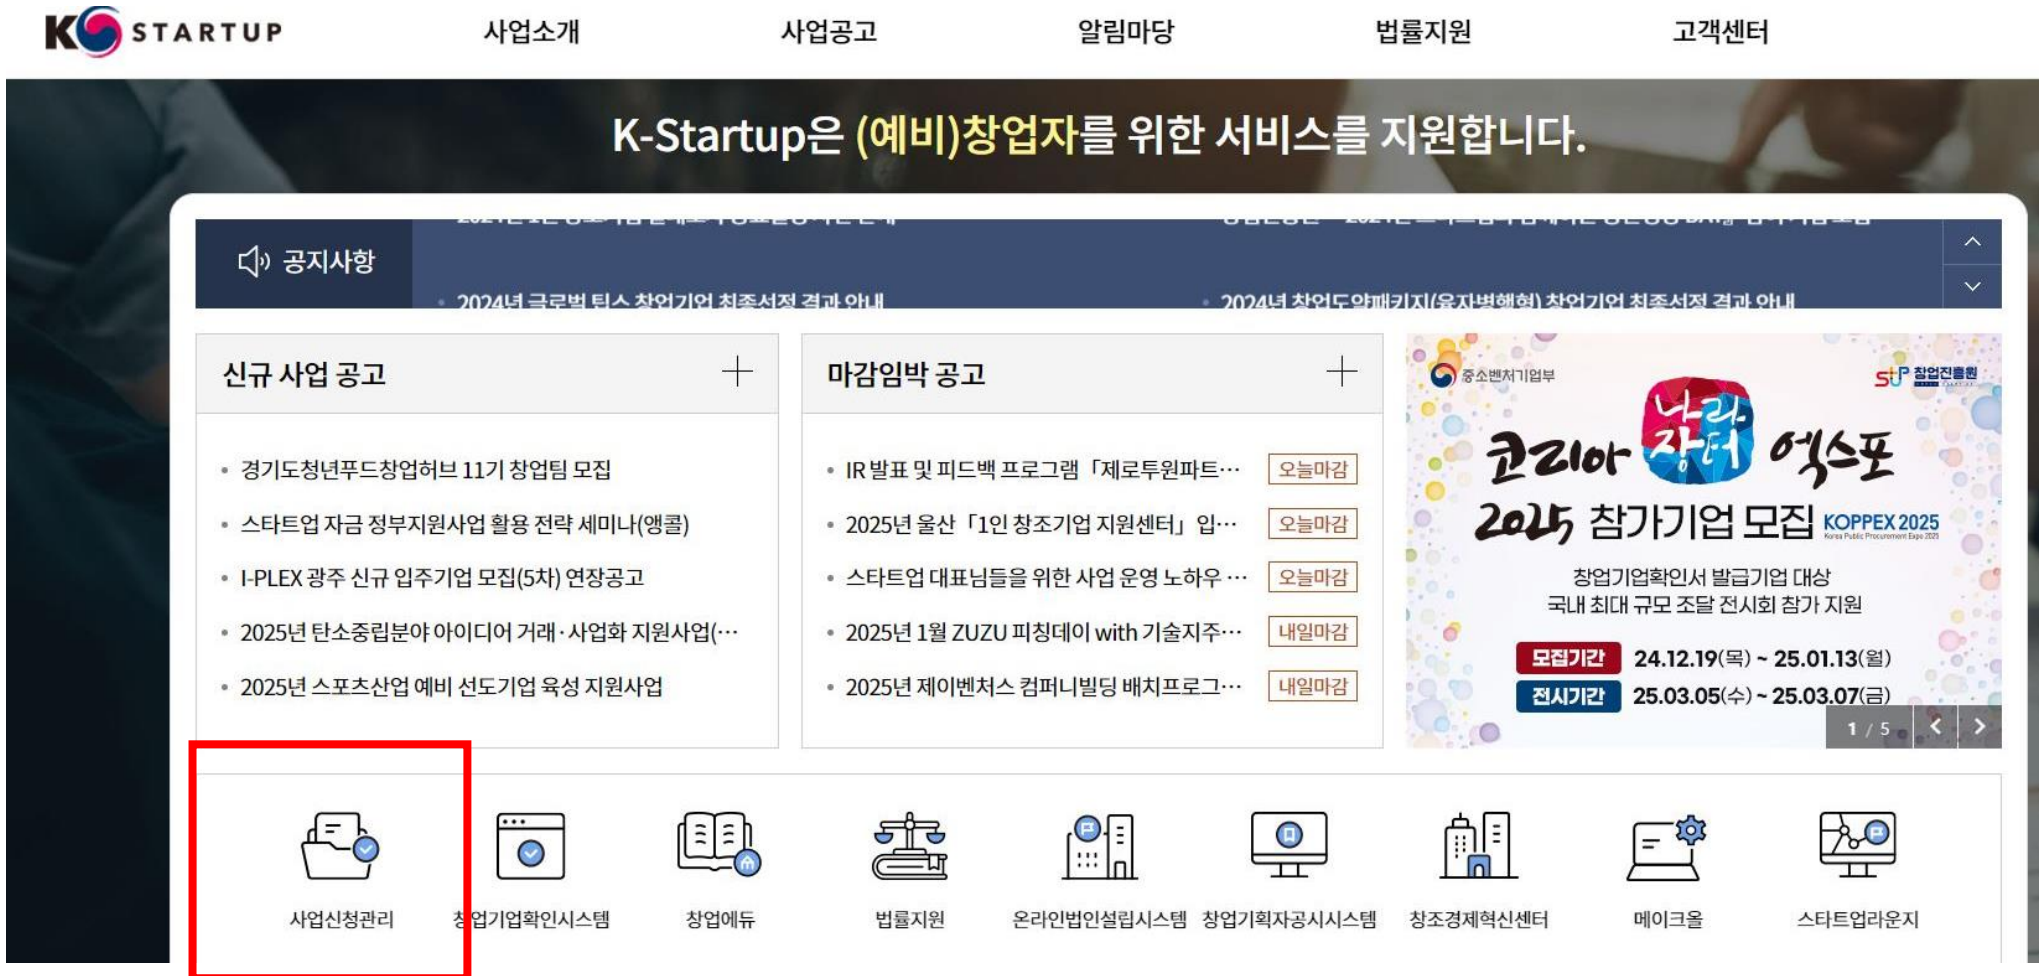 K STARTUP
사업소개
사업공고
알림마당
법률지원
고객센터
K-Startup은 (예비)창업자를 위한 서비스를 지원합니다.
공지사항
2024년 글로벌 팁스 창업기업 최종선정 결과 안내
2024년 창업도약패키지(융자병행형) 창업기업 최종선정 결과 안내
신규 사업 공고
경기도청년푸드창업허브 11기 창업팀 모집
스타트업 자금 정부지원사업 활용 전략 세미나(앵콜)
I-PLEX 광주 신규 입주기업 모집(5차) 연장공고
2025년 탄소중립분야 아이디어 거래·사업화 지원사업(…
2025년 스포츠산업 예비 선도기업 육성 지원사업
마감임박 공고
IR 발표 및 피드백 프로그램「제로투원파트… 오늘마감
2025년 울산「1인 창조기업 지원센터」입… 오늘마감
스타트업 대표님들을 위한 사업 운영 노하우 … 오늘마감
2025년 1월 ZUZU 피칭데이 with 기술지주… 내일마감
2025년 제이벤처스 컴퍼니빌딩 배치프로그… 내일마감
중소벤처기업부
창업진흥원
코리아 나라장터 엑스포
2025 참가기업 모집 KOPPEX 2025
Korea Public Procurement Expo 2025
창업기업확인서 발급기업 대상
국내 최대 규모 조달 전시회 참가 지원
모집기간 24.12.19(목) ~ 25.01.13(월)
전시기간 25.03.05(수) ~ 25.03.07(금)
1 / 5
사업신청관리
창업기업확인시스템
창업에듀
법률지원
온라인법인설립시스템
창업기획자공시시스템
창조경제혁신센터
메이크올
스타트업라운지